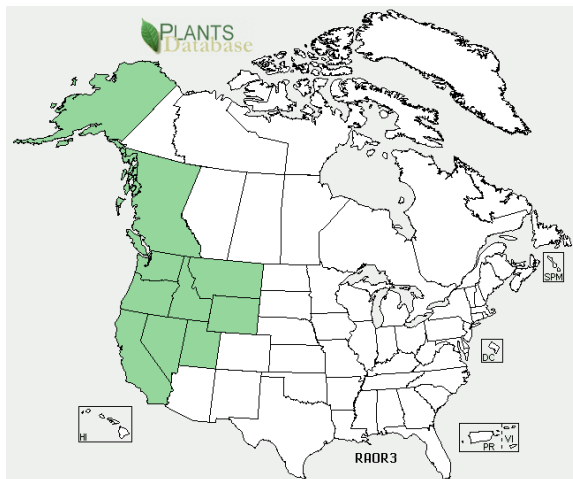 PLANTS
Database
SPM
DC
HI
PR
VI
RAOR3